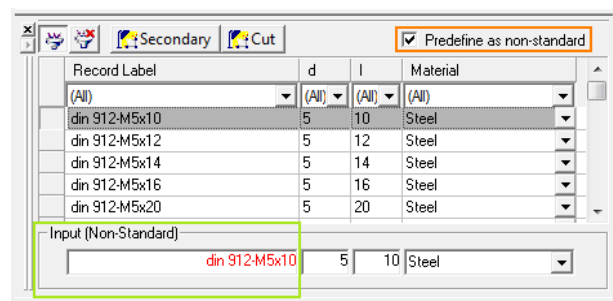 Secondary Cut Predefine as non-standard
Record Label d l Material
(All) (All) (All) (All)
din 912-M5x10 5 10 Steel
din 912-M5x12 5 12 Steel
din 912-M5x14 5 14 Steel
din 912-M5x16 5 16 Steel
din 912-M5x20 5 20 Steel
Input (Non-Standard)
din 912-M5x10 5 10 Steel